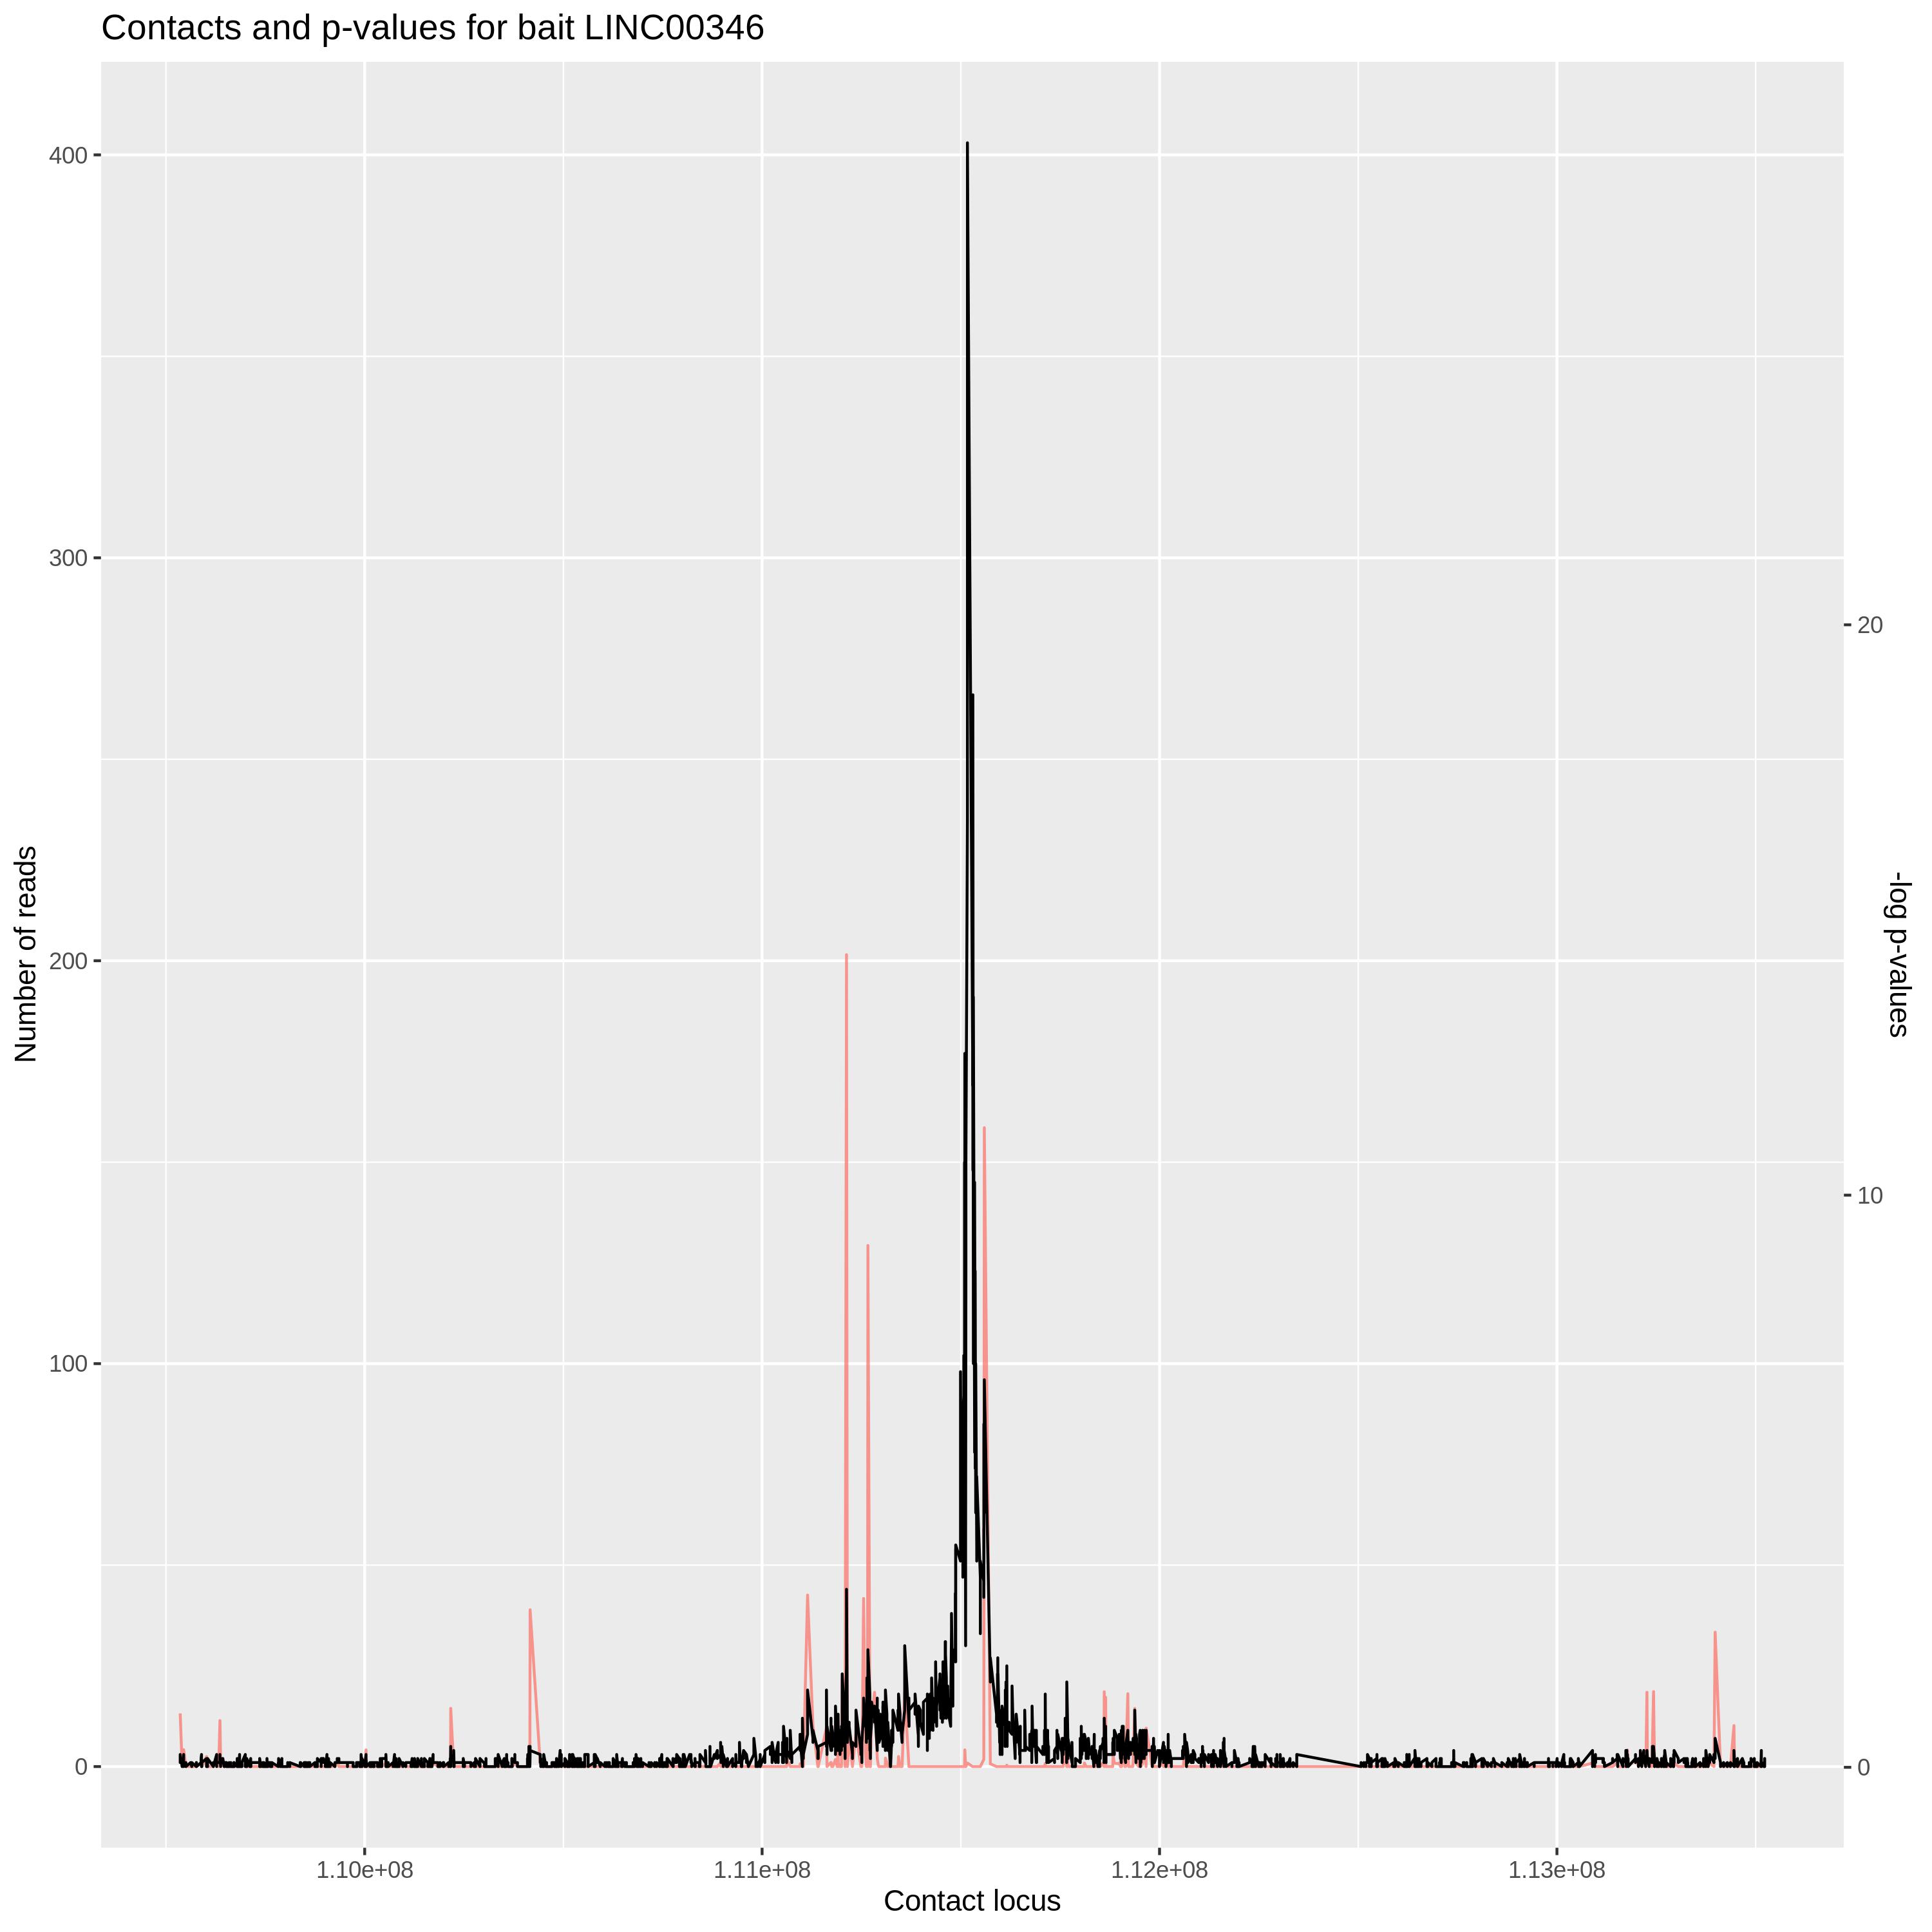 Contacts and p-values for bait LINC00346
400
300
200
100
0
Number of reads
20
10
0
-log p-values
1.10e+08
1.11e+08
1.12e+08
1.13e+08
Contact locus